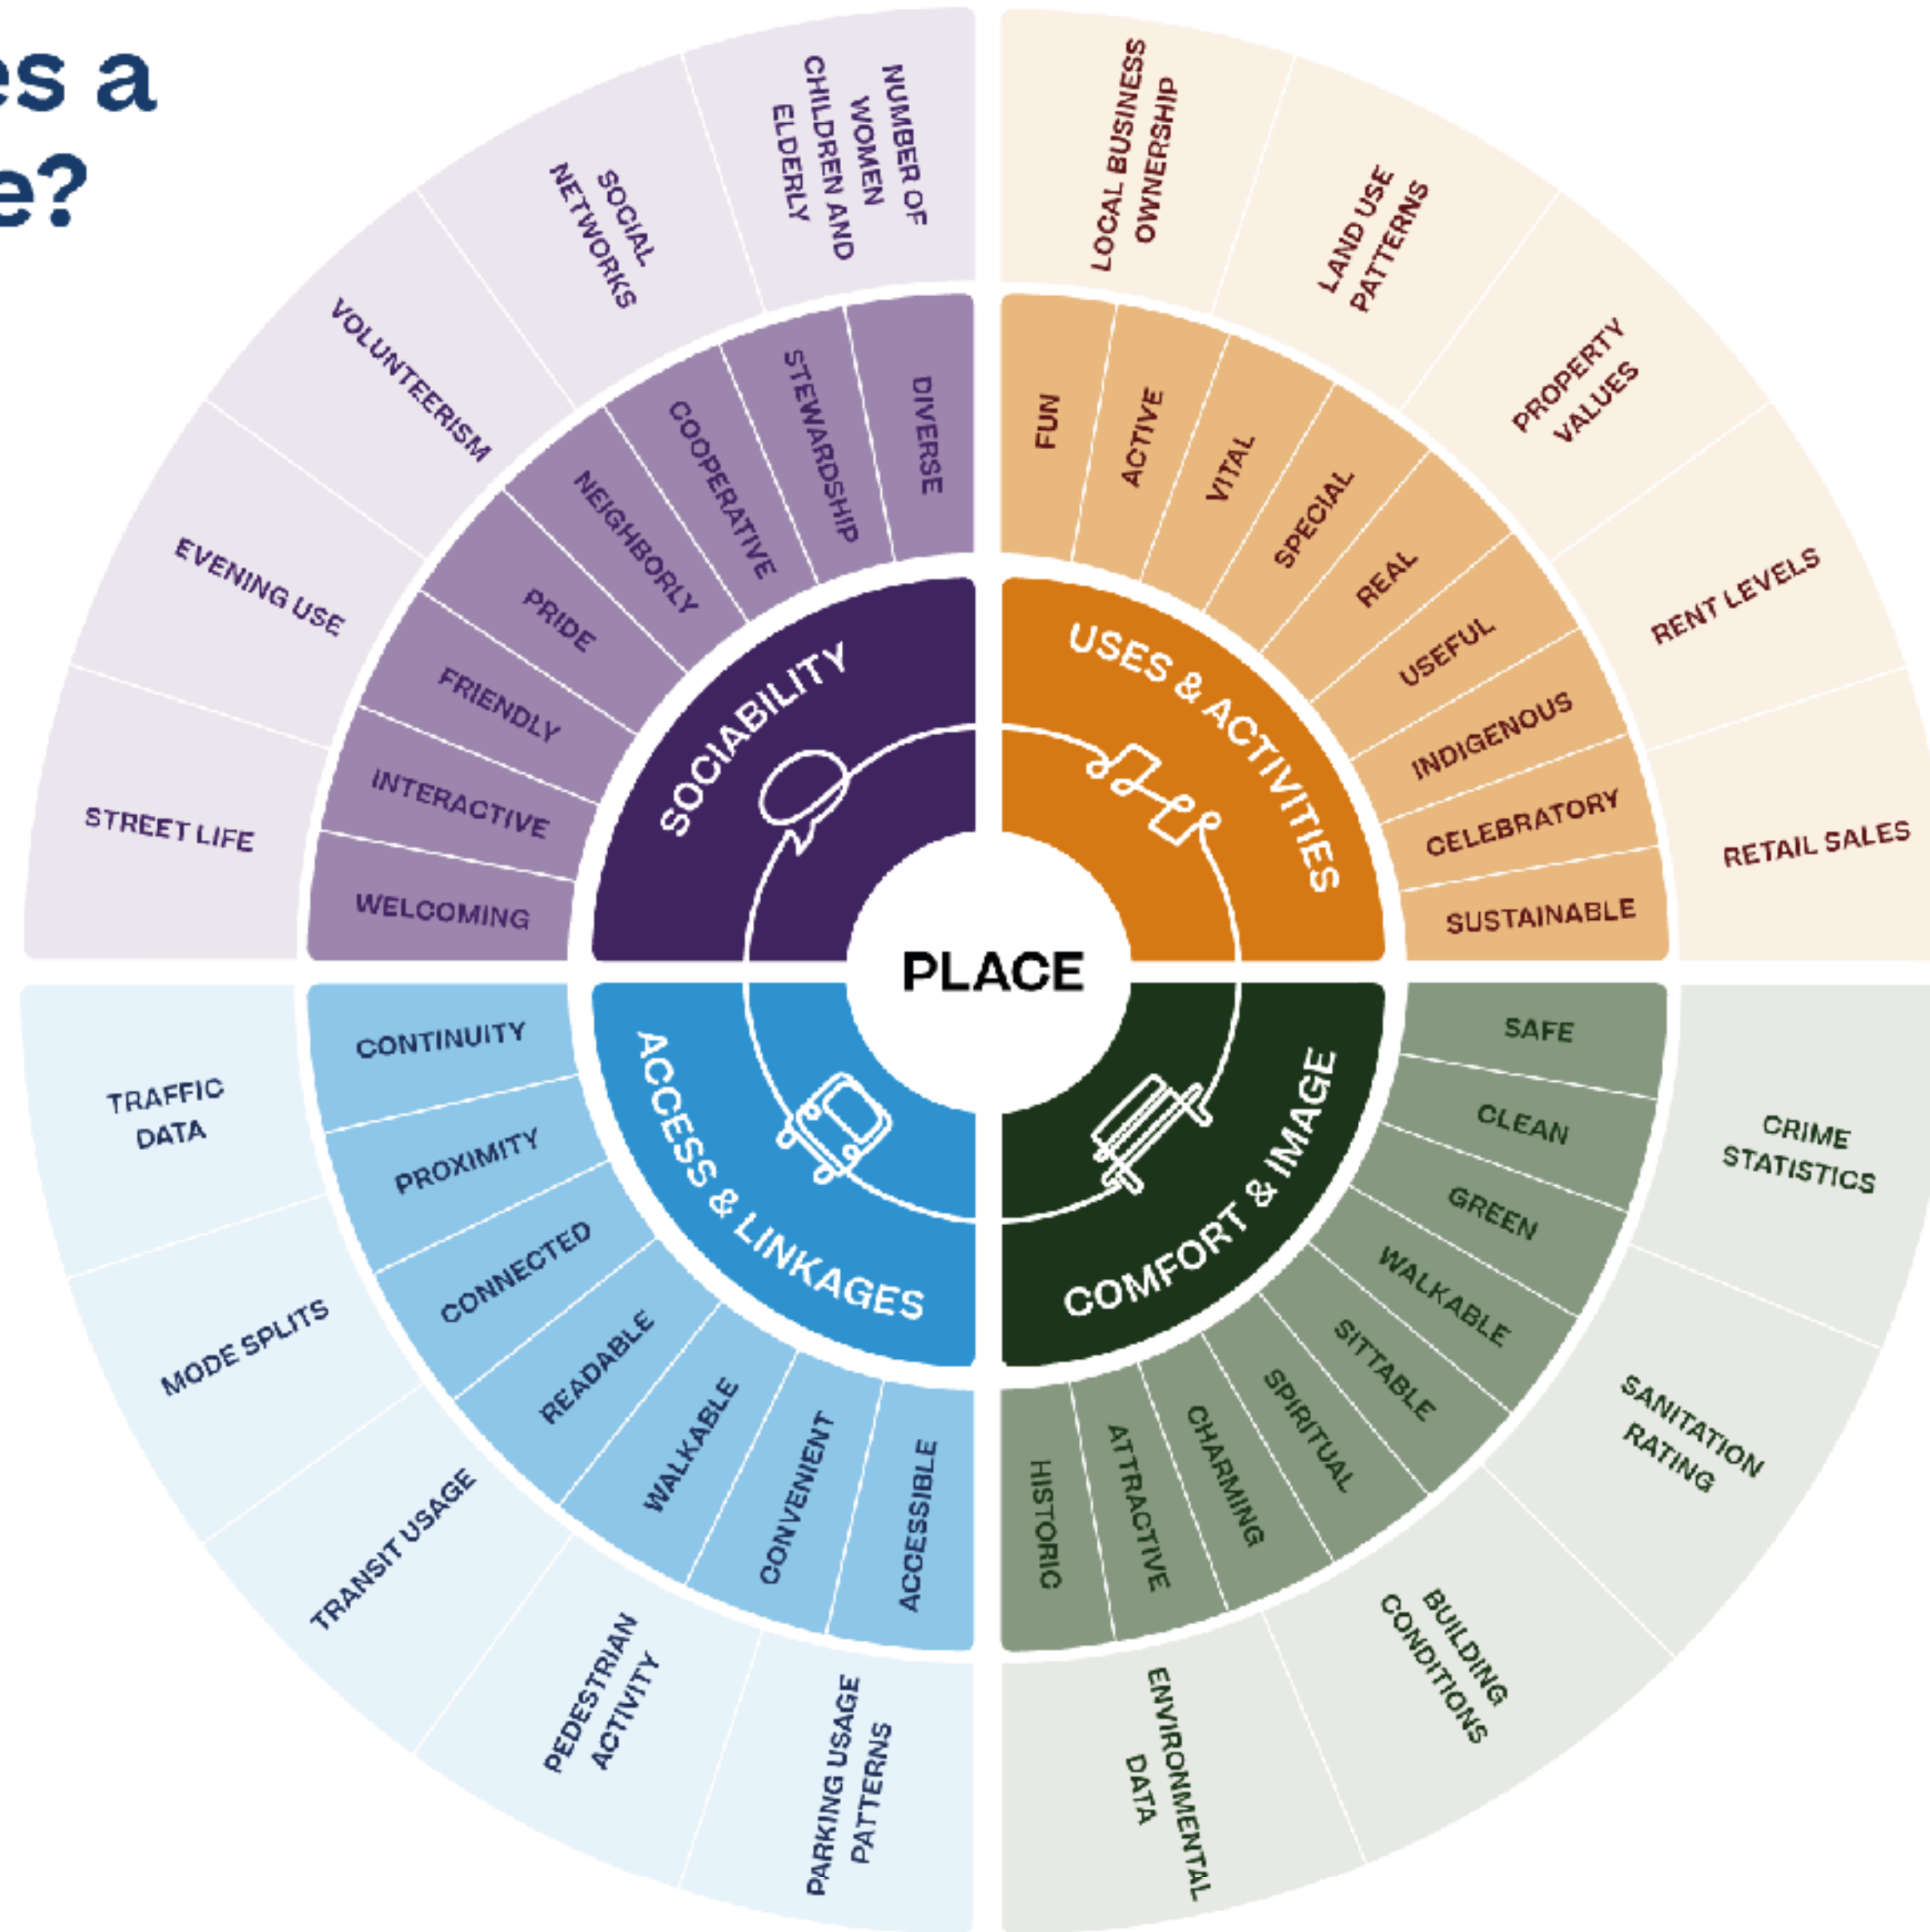 es a
e?
PLACE
SOCIABILITY
USES & ACTIVITIES
ACCESS & LINKAGES
COMFORT & IMAGE
DIVERSE
STEWARDSHIP
COOPERATIVE
NEIGHBORLY
PRIDE
FRIENDLY
INTERACTIVE
WELCOMING
NUMBER OF
WOMEN
CHILDREN AND
ELDERLY
SOCIAL
NETWORKS
VOLUNTEERISM
EVENING USE
STREET LIFE
FUN
ACTIVE
VITAL
SPECIAL
REAL
USEFUL
INDIGENOUS
CELEBRATORY
SUSTAINABLE
LOCAL BUSINESS
OWNERSHIP
LAND USE
PATTERNS
PROPERTY
VALUES
RENT LEVELS
RETAIL SALES
SAFE
CLEAN
GREEN
WALKABLE
SITTABLE
SPIRITUAL
CHARMING
ATTRACTIVE
HISTORIC
CRIME
STATISTICS
SANITATION
RATING
BUILDING
CONDITIONS
ENVIRONMENTAL
DATA
CONTINUITY
PROXIMITY
CONNECTED
READABLE
WALKABLE
CONVENIENT
ACCESSIBLE
TRAFFIC
DATA
MODE SPLITS
TRANSIT USAGE
PEDESTRIAN
ACTIVITY
PARKING USAGE
PATTERNS